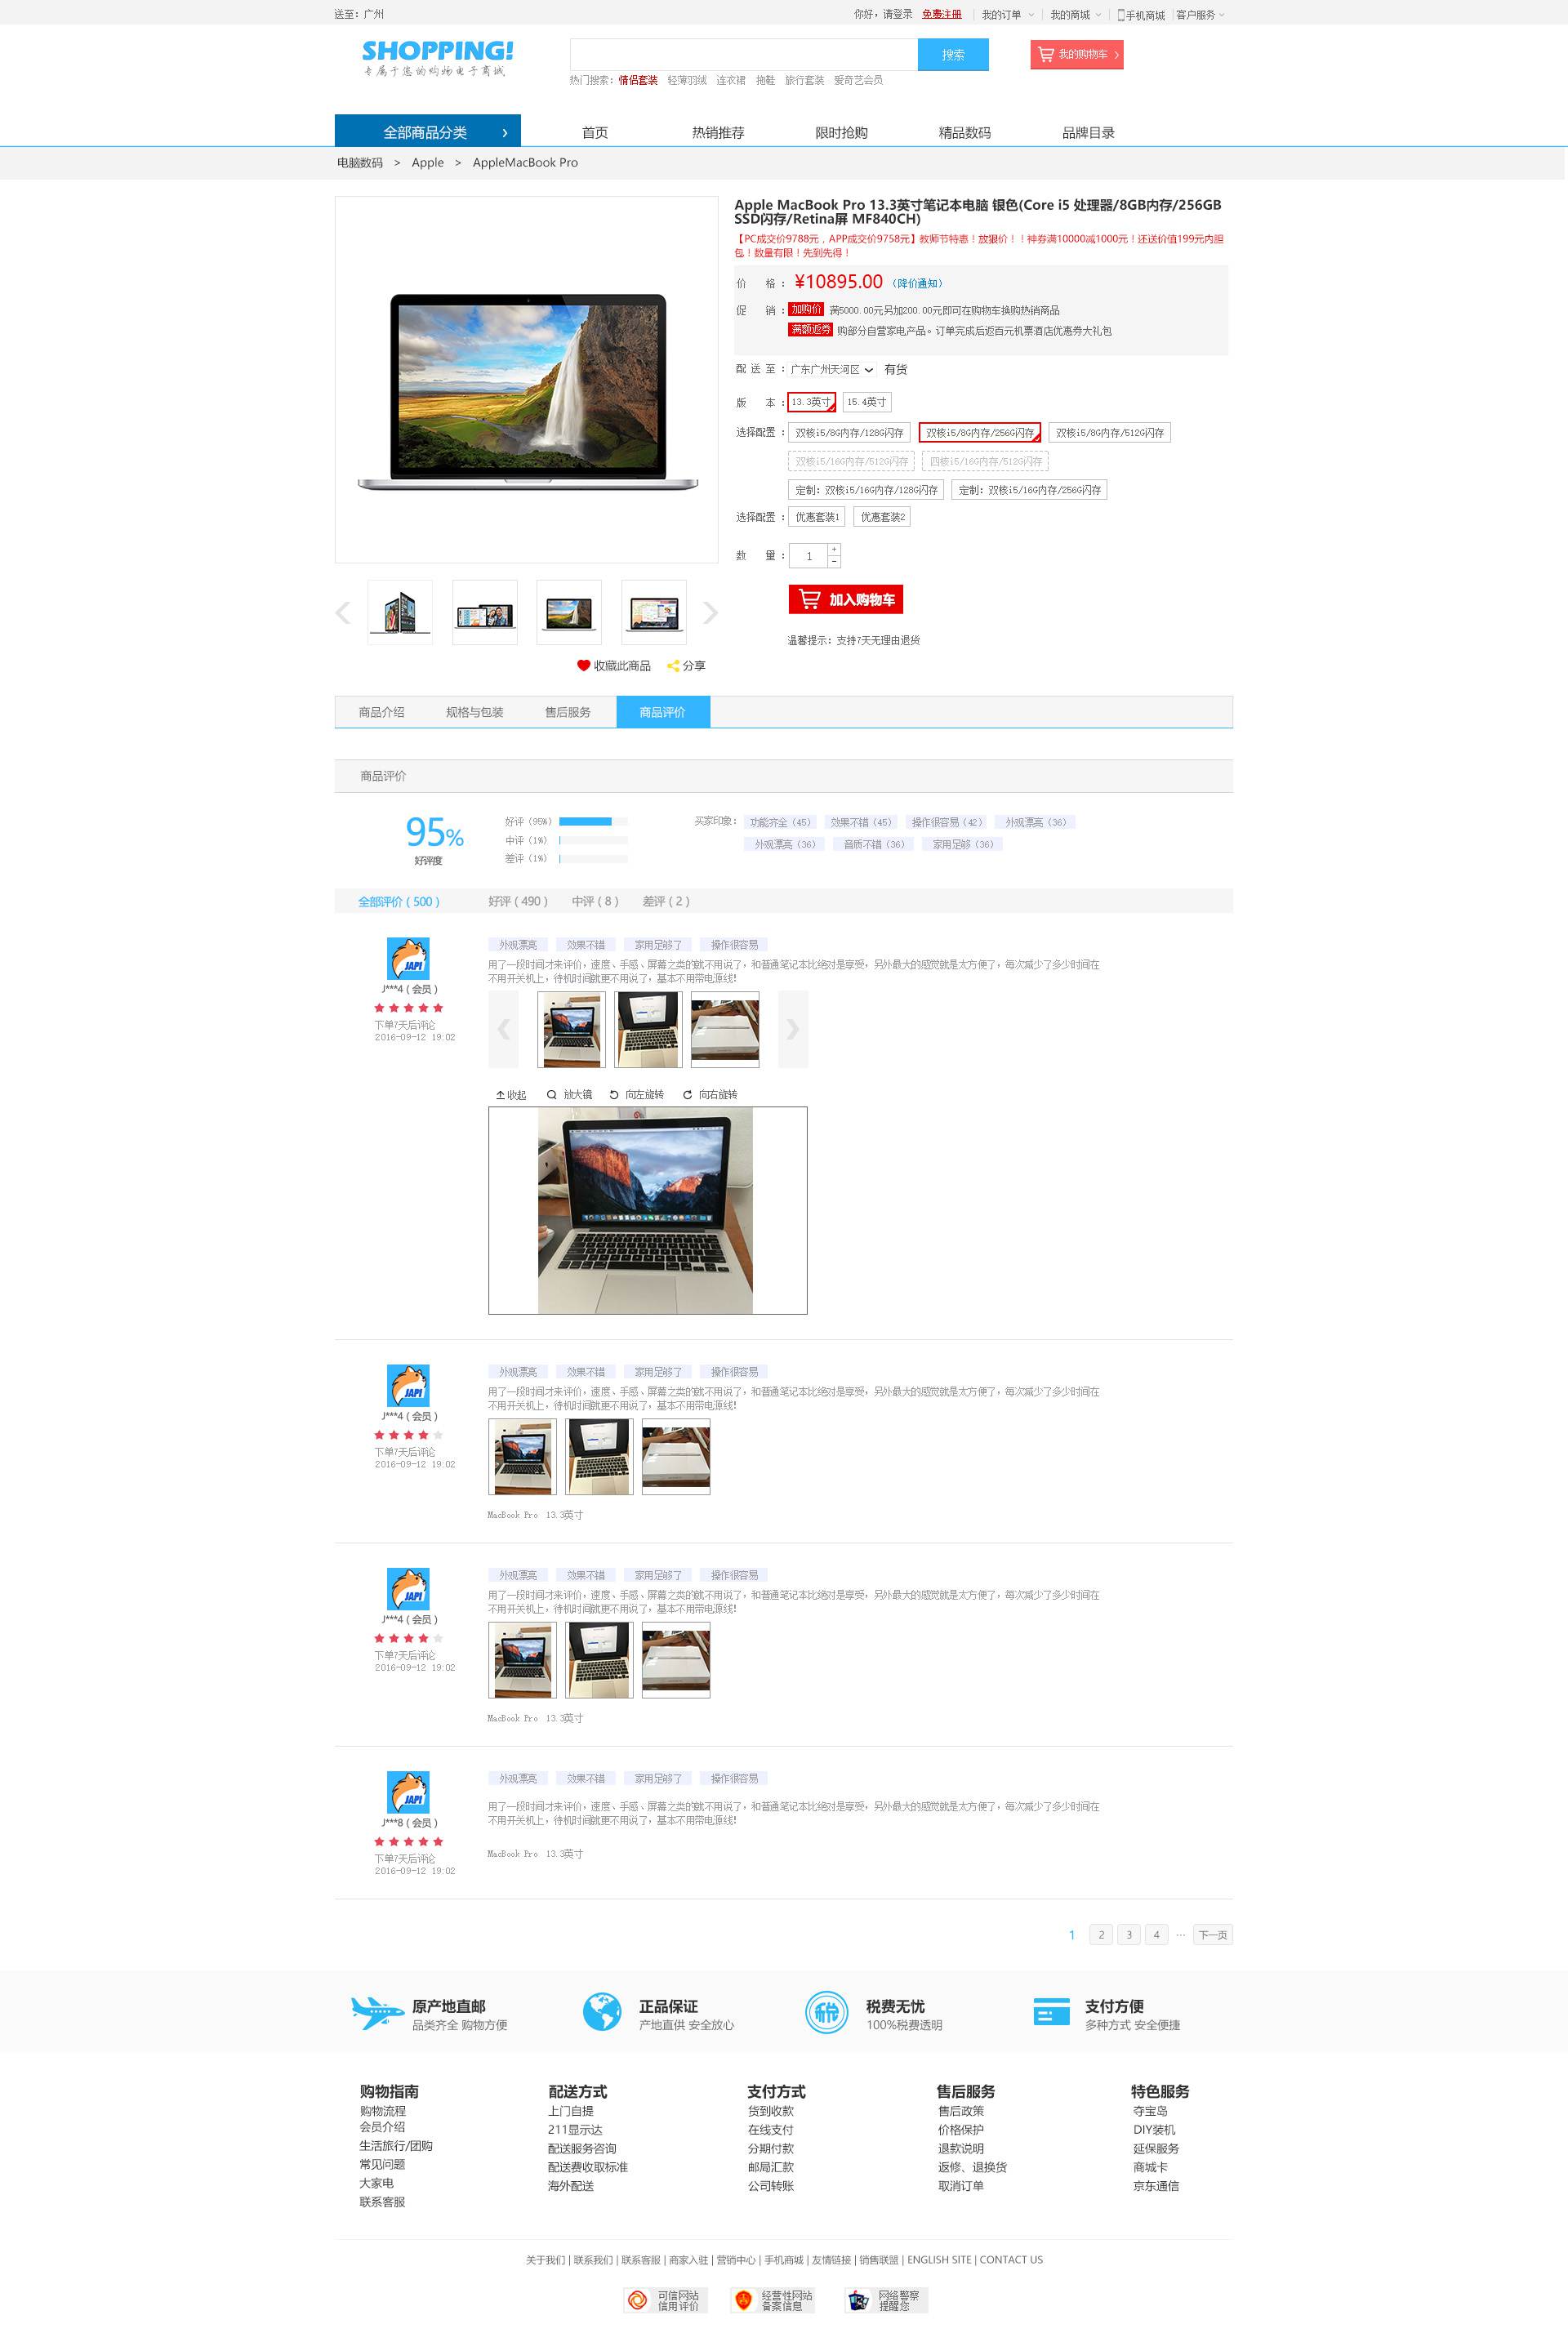 送至：广州
你好，请登录 免费注册 我的订单 我的商城 手机商城 客户服务
SHOPPING!
专属于您的购物电子商城
搜索
我的购物车
热门搜索：情侣套装 轻薄羽绒 连衣裙 拖鞋 旅行套装 爱奇艺会员
全部商品分类 首页 热销推荐 限时抢购 精品数码 品牌目录
电脑数码 > Apple > AppleMacBook Pro
Apple MacBook Pro 13.3英寸笔记本电脑 银色(Core i5 处理器/8GB内存/256GB
SSD闪存/Retina屏 MF840CH)
【PC成交价9788元，APP成交价9758元】教师节特惠！放狠价！！神券满10000减1000元！还送价值199元内胆
包！数量有限！先到先得！
价 格： ¥10895.00 （降价通知）
促 销： 加购价 满5000.00元另加200.00元即可在购物车换购热销商品
满额返券 购部分自营家电产品。订单完成后返百元机票酒店优惠券大礼包
配 送 至： 广东广州天河区 有货
版 本： 13.3英寸 15.4英寸
选择配置： 双核i5/8G内存/128G闪存 双核i5/8G内存/256G闪存 双核i5/8G内存/512G闪存
双核i5/16G内存/512G闪存 四核i5/16G内存/512G闪存
定制：双核i5/16G内存/128G闪存 定制：双核i5/16G内存/256G闪存
选择配置： 优惠套装1 优惠套装2
数 量： 1 + -
加入购物车
温馨提示：支持7天无理由退货
收藏此商品 分享
商品介绍 规格与包装 售后服务 商品评价
商品评价
95%
好评度
好评（95%）
中评（1%）
差评（1%）
买家印象： 功能齐全（45） 效果不错（45） 操作很容易（42） 外观漂亮（36）
外观漂亮（36） 音质不错（36） 家用足够（36）
全部评价（500） 好评（490） 中评（8） 差评（2）
JAPI
J***4（会员）
下单7天后评论
2016-09-12 19:02
外观漂亮 效果不错 家用足够了 操作很容易
用了一段时间才来评价，速度、手感、屏幕之类的就不用说了，和普通笔记本比绝对是享受，另外最大的感觉就是太方便了，每次减少了多少时间在
不用开关机上，待机时间就更不用说了，基本不用带电源线！
收起 放大镜 向左旋转 向右旋转
JAPI
J***4（会员）
下单7天后评论
2016-09-12 19:02
外观漂亮 效果不错 家用足够了 操作很容易
用了一段时间才来评价，速度、手感、屏幕之类的就不用说了，和普通笔记本比绝对是享受，另外最大的感觉就是太方便了，每次减少了多少时间在
不用开关机上，待机时间就更不用说了，基本不用带电源线！
MacBook Pro 13.3英寸
JAPI
J***4（会员）
下单7天后评论
2016-09-12 19:02
外观漂亮 效果不错 家用足够了 操作很容易
用了一段时间才来评价，速度、手感、屏幕之类的就不用说了，和普通笔记本比绝对是享受，另外最大的感觉就是太方便了，每次减少了多少时间在
不用开关机上，待机时间就更不用说了，基本不用带电源线！
MacBook Pro 13.3英寸
JAPI
J***8（会员）
下单7天后评论
2016-09-12 19:02
外观漂亮 效果不错 家用足够了 操作很容易
用了一段时间才来评价，速度、手感、屏幕之类的就不用说了，和普通笔记本比绝对是享受，另外最大的感觉就是太方便了，每次减少了多少时间在
不用开关机上，待机时间就更不用说了，基本不用带电源线！
MacBook Pro 13.3英寸
1 2 3 4 ··· 下一页
原产地直邮
品类齐全 购物方便
正品保证
产地直供 安全放心
税
税费无忧
100%税费透明
支付方便
多种方式 安全便捷
购物指南
购物流程
会员介绍
生活旅行/团购
常见问题
大家电
联系客服
配送方式
上门自提
211显示达
配送服务咨询
配送费收取标准
海外配送
支付方式
货到收款
在线支付
分期付款
邮局汇款
公司转账
售后服务
售后政策
价格保护
退款说明
返修、退换货
取消订单
特色服务
夺宝岛
DIY装机
延保服务
商城卡
京东通信
关于我们 | 联系我们 | 联系客服 | 商家入驻 | 营销中心 | 手机商城 | 友情链接 | 销售联盟 | ENGLISH SITE | CONTACT US
可信网站
信用评价
经营性网站
备案信息
网络警察
提醒您